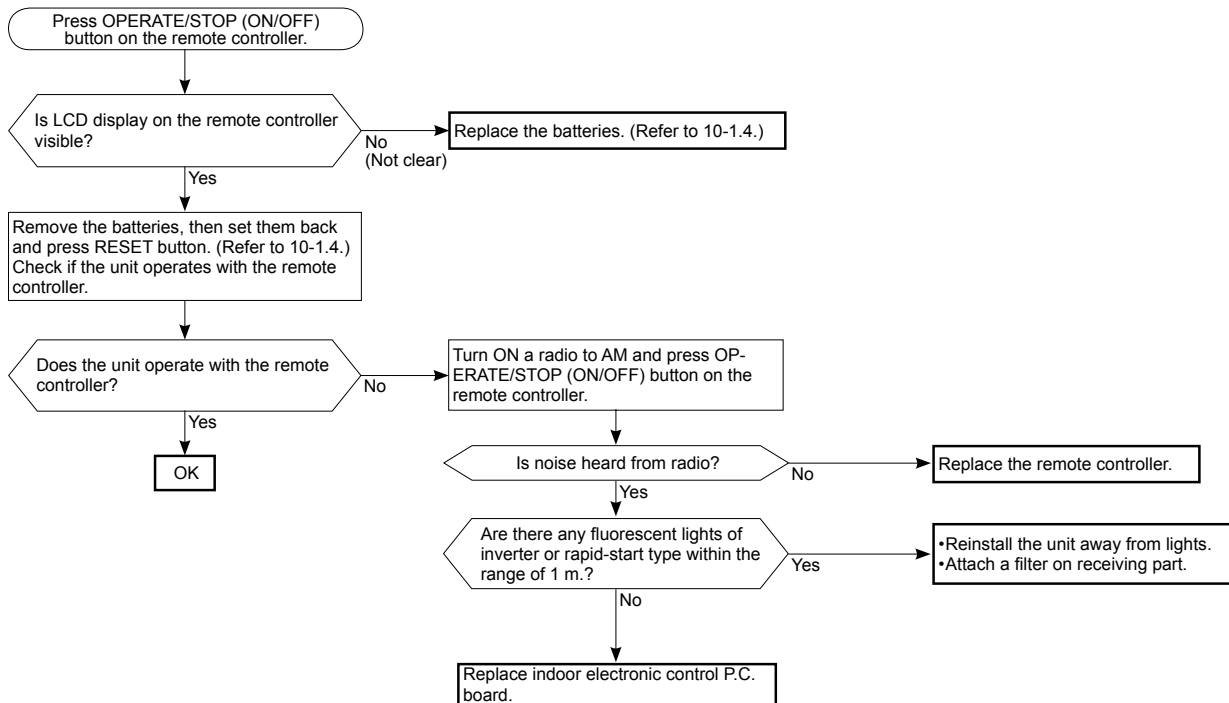 Press OPERATE/STOP (ON/OFF)
button on the remote controller.
Is LCD display on the remote controller
visible?
No
(Not clear)
Replace the batteries. (Refer to 10-1.4.)
Yes
Remove the batteries, then set them back
and press RESET button. (Refer to 10-1.4.)
Check if the unit operates with the remote
controller.
Does the unit operate with the remote
controller?
No
Turn ON a radio to AM and press OP-
ERATE/STOP (ON/OFF) button on the
remote controller.
Yes
OK
Is noise heard from radio?
No
Replace the remote controller.
Yes
Are there any fluorescent lights of
inverter or rapid-start type within the
range of 1 m.?
Yes
•Reinstall the unit away from lights.
•Attach a filter on receiving part.
No
Replace indoor electronic control P.C.
board.